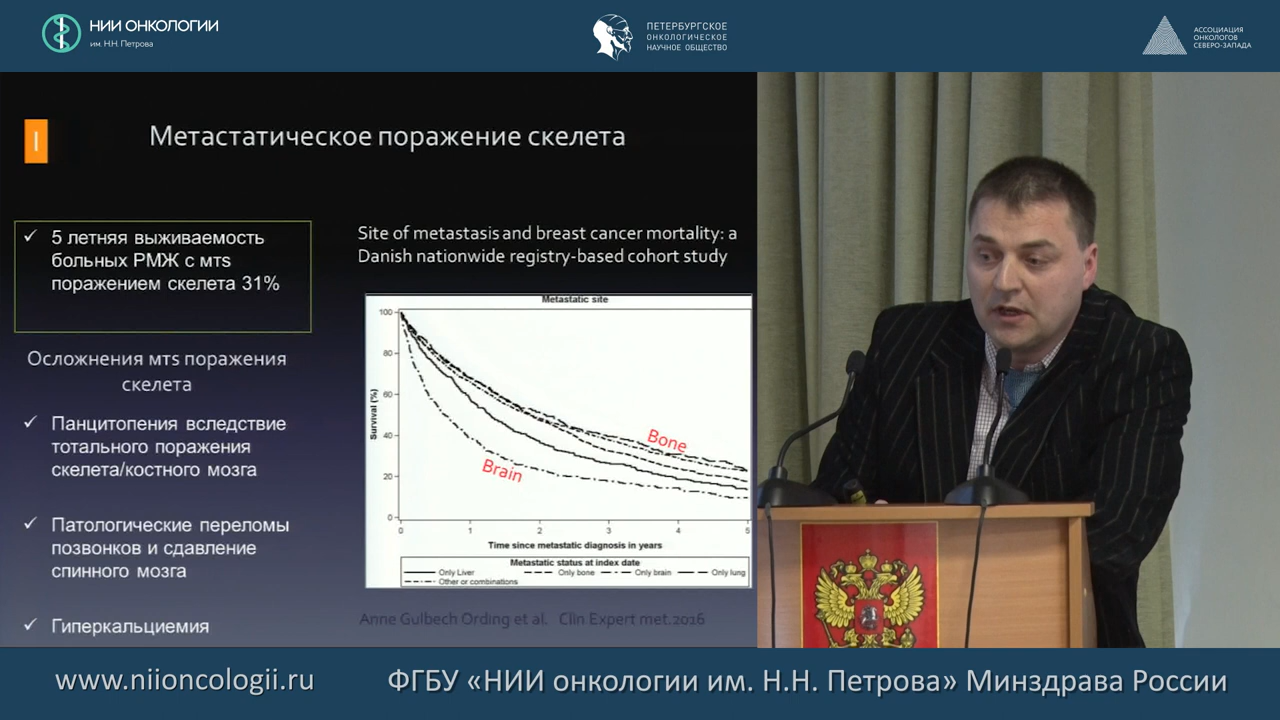 НИИ ОНКОЛОГИИ
им. Н.Н. Петрова
ПЕТЕРБУРГСКОЕ
ОНКОЛОГИЧЕСКОЕ
НАУЧНОЕ ОБЩЕСТВО
АССОЦИАЦИЯ
ОНКОЛОГОВ
СЕВЕРО-ЗАПАДА
I
Метастатическое поражение скелета
5 летняя выживаемость
больных РМЖ с мts
поражением скелета 31%
Осложнения мts поражения
скелета
Панцитопения вследствие
тотального поражения
скелета/костного мозга
Патологические переломы
позвонков и сдавление
спинного мозга
Гиперкальциемия
Site of metastasis and breast cancer mortality: a
Danish nationwide registry-based cohort study
Metastatic site
Survival (%)
100
80
60
40
20
0
Bone
Brain
0 1 2 3 4 5
Time since metastatic diagnosis in years
Metastatic status at index date
Only Liver Only bone Only brain Only lung
Other or combinations
Anne Gulbech Ording et al. Clin Expert met.2016
www.niioncologii.ru
ФГБУ «НИИ онкологии им. Н.Н. Петрова» Минздрава России